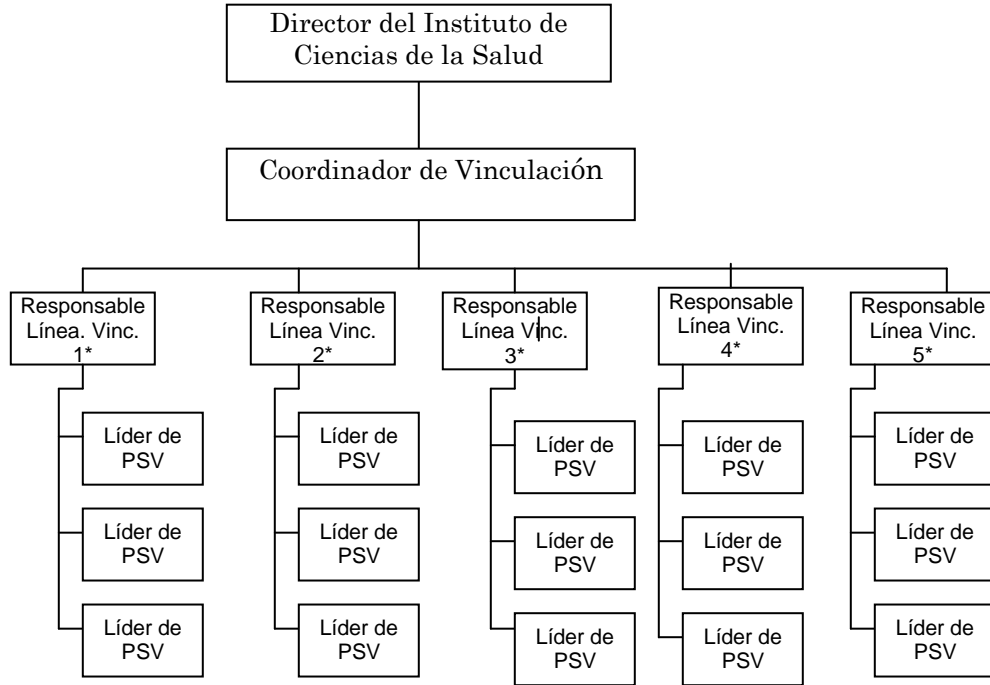 Director del Instituto de
Ciencias de la Salud
Coordinador de Vinculación
Responsable
Línea. Vinc.
1*
Responsable
Línea Vinc.
2*
Responsable
Línea Vinc.
3*
Responsable
Línea Vinc.
4*
Responsable
Línea Vinc.
5*
Líder de
PSV
Líder de
PSV
Líder de
PSV
Líder de
PSV
Líder de
PSV
Líder de
PSV
Líder de
PSV
Líder de
PSV
Líder de
PSV
Líder de
PSV
Líder de
PSV
Líder de
PSV
Líder de
PSV
Líder de
PSV
Líder de
PSV